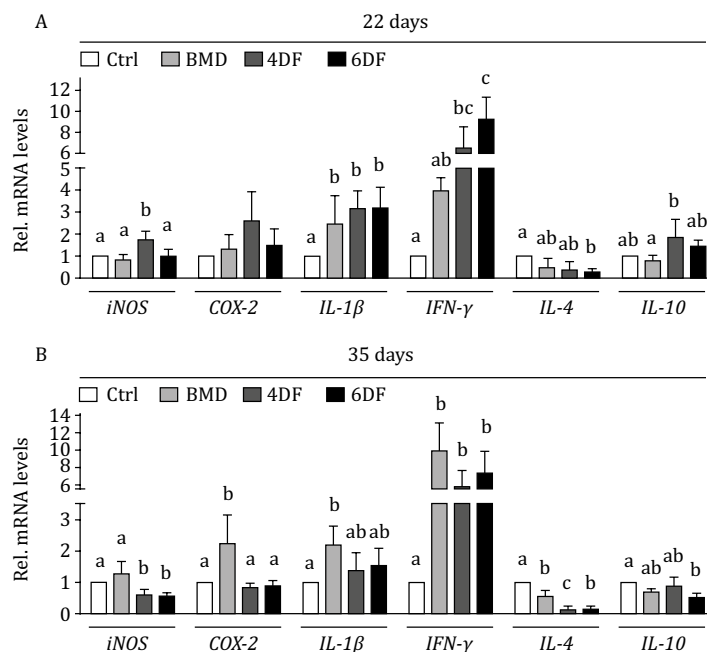 A 22 days
Ctrl BMD 4DF 6DF
Rel. mRNA levels
12
10
8
6
5
4
3
2
1
0
a a b a
a b b b
a ab bc c
a ab ab b
ab a b ab
iNOS COX-2 IL-1β IFN-γ IL-4 IL-10
B 35 days
Ctrl BMD 4DF 6DF
Rel. mRNA levels
14
10
6
3
2
1
0
a a b b
a b a a
a b ab ab
a b b b
a b c b
a ab ab b
iNOS COX-2 IL-1β IFN-γ IL-4 IL-10